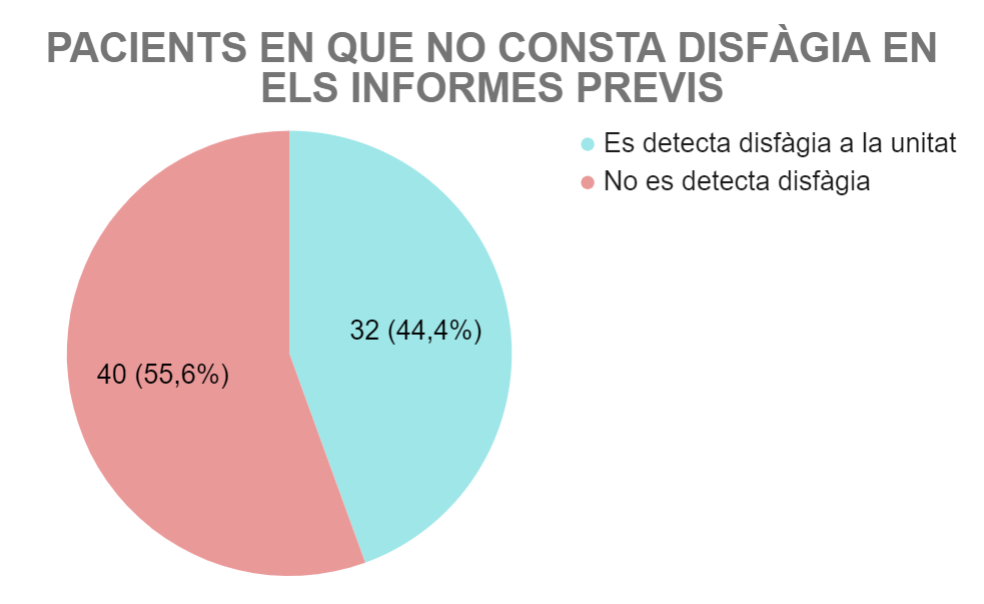 PACIENTS EN QUE NO CONSTA DISFÀGIA EN
ELS INFORMES PREVIS
Es detecta disfàgia a la unitat
No es detecta disfàgia
32 (44,4%)
40 (55,6%)